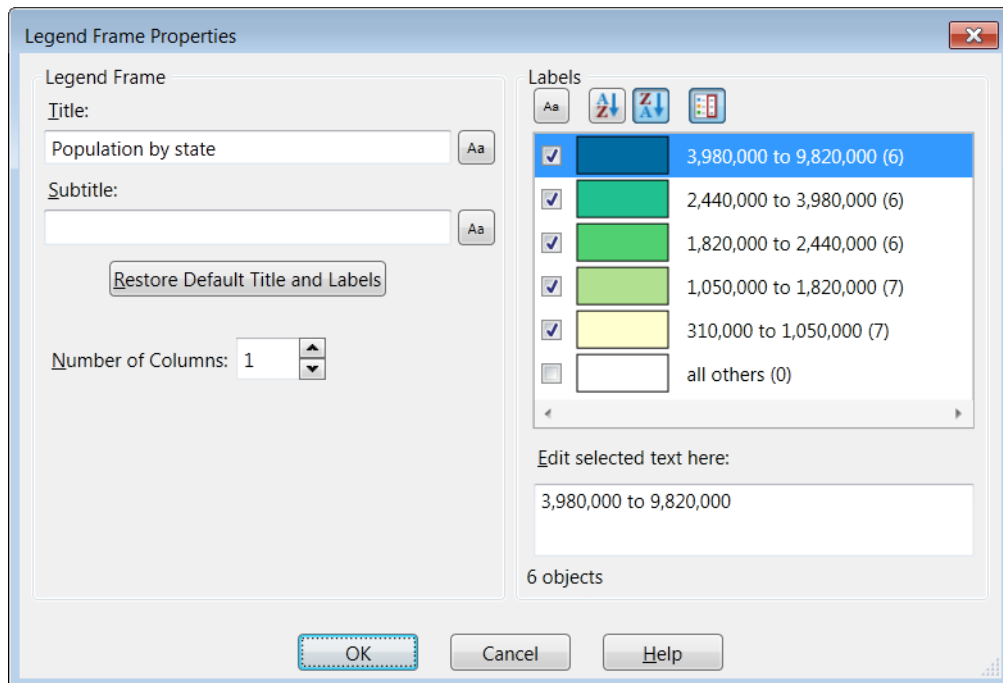 Legend Frame Properties
Legend Frame
Title:
Population by state
Aa
Subtitle:
Aa
Restore Default Title and Labels
Number of Columns: 1
Labels
Aa
AZ
ZA
3,980,000 to 9,820,000 (6)
2,440,000 to 3,980,000 (6)
1,820,000 to 2,440,000 (6)
1,050,000 to 1,820,000 (7)
310,000 to 1,050,000 (7)
all others (0)
Edit selected text here:
3,980,000 to 9,820,000
6 objects
OK Cancel Help